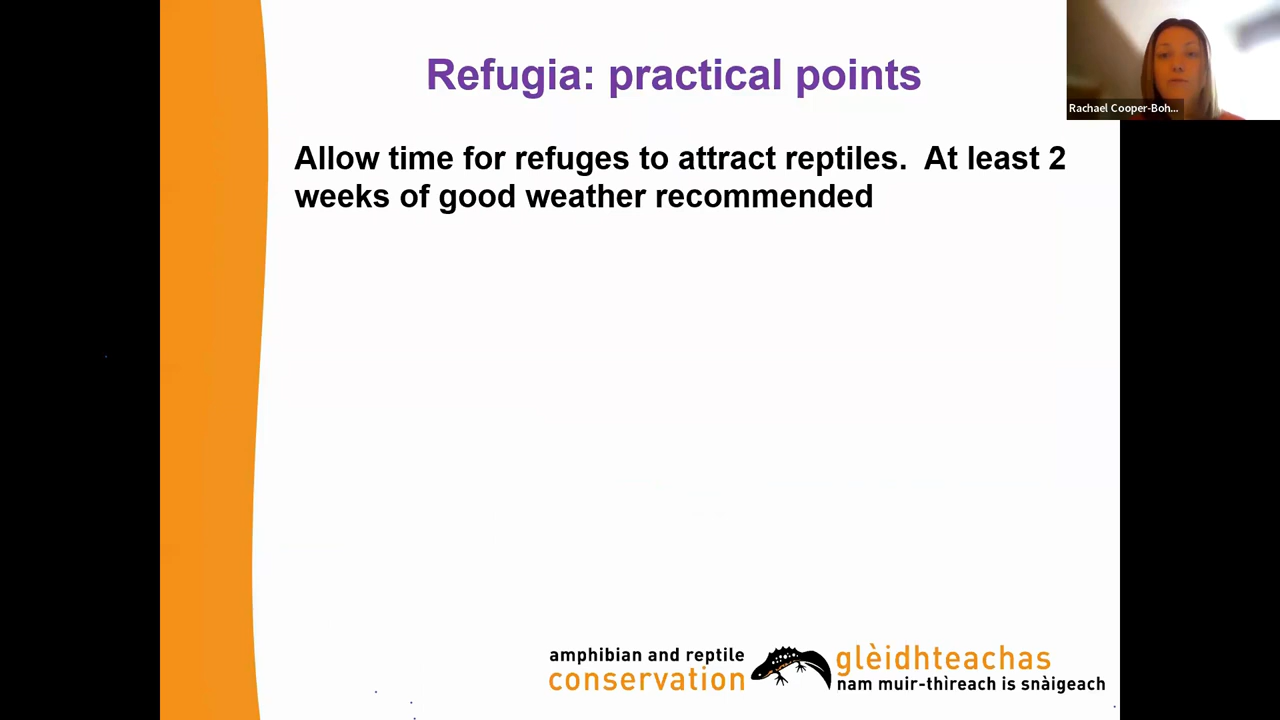 Refugia: practical points
Rachael Cooper-Boh...
Allow time for refuges to attract reptiles.  At least 2
weeks of good weather recommended
amphibian and reptile
conservation
glèidhteachas
nam muir-thìreach is snàigeach